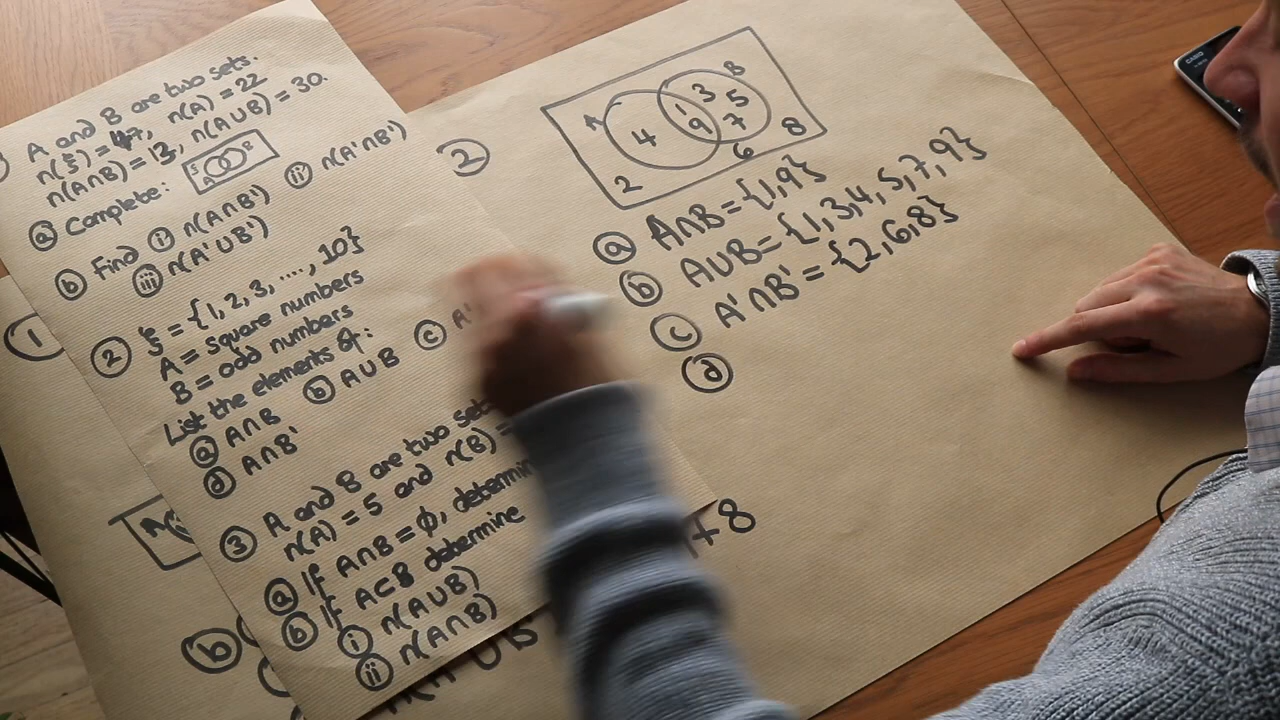 A and B are two sets.
n(ξ) = 47, n(A) = 22
n(A∩B) = 13, n(A∪B) = 30.
ⓐ Complete: ξ A B
ⓑ Find ⓘ n(A∩B') ⓘⓘ n(A'∩B')
ⓘⓘⓘ n(A'∪B')
② ξ = {1, 2, 3, ...., 10}
A = square numbers
B = odd numbers
List the elements of:
ⓐ A∩B ⓑ A∪B ⓒ A'
ⓓ A∩B'
③ A and B are two sets
n(A) = 5 and n(B) =
ⓐ If A∩B = ϕ,
ⓑ If A⊂B determine
ⓘ n(A∪B)
ⓘⓘ n(A∩B)
①
ⓑ
+ 8
②
A B
4 1 9 3 5 7
2 6 8
ⓐ A∩B = {1,9}
ⓑ A∪B = {1,3,4,5,7,9}
ⓒ A'∩B' = {2,6,8}
ⓓ
CASIO